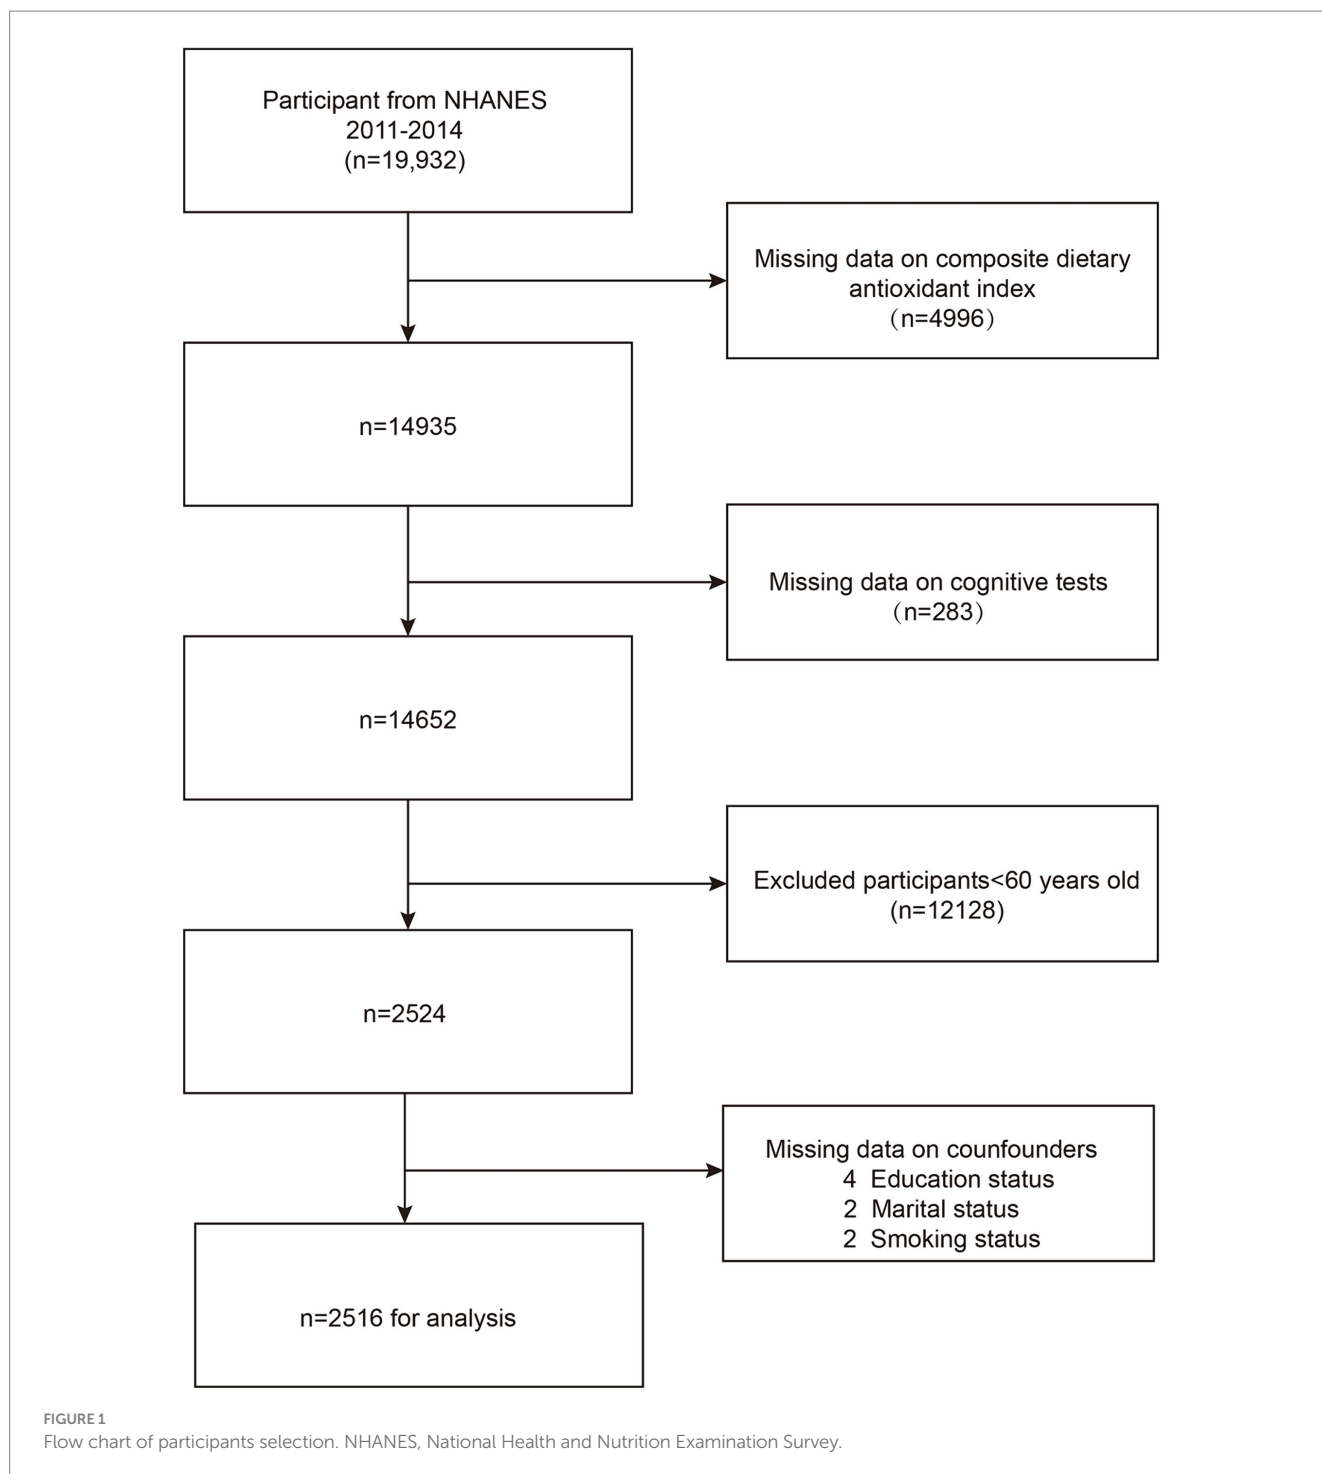 Participant from NHANES
2011-2014
(n=19,932)
Missing data on composite dietary
antioxidant index
（n=4996）
n=14935
Missing data on cognitive tests
（n=283）
n=14652
Excluded participants<60 years old
(n=12128)
n=2524
Missing data on counfounders
4 Education status
2 Marital status
2 Smoking status
n=2516 for analysis
FIGURE 1
Flow chart of participants selection. NHANES, National Health and Nutrition Examination Survey.